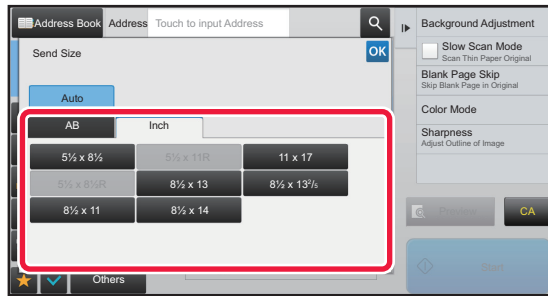 Address Book Address Touch to input Address
Send Size
OK
Auto
AB Inch
5½ x 8½ 5½ x 11R 11 x 17
5½ x 8½R 8½ x 13 8½ x 13²/₅
8½ x 11 8½ x 14
Others
Background Adjustment
Slow Scan Mode
Scan Thin Paper Original
Blank Page Skip
Skip Blank Page in Original
Color Mode
Sharpness
Adjust Outline of Image
Preview CA
Start